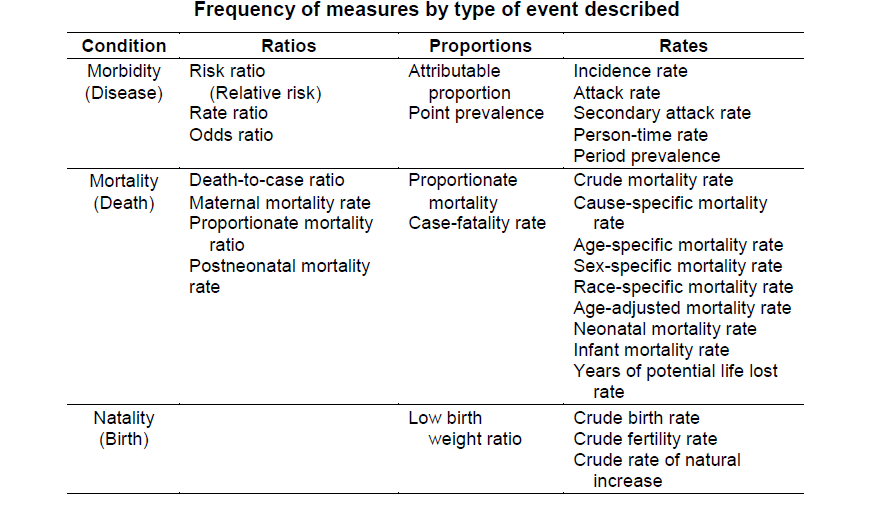 Frequency of measures by type of event described
Condition Ratios Proportions Rates
Morbidity Risk ratio Attributable Incidence rate
(Disease) (Relative risk) proportion Attack rate
Rate ratio Point prevalence Secondary attack rate
Odds ratio Person-time rate
Period prevalence
Mortality Death-to-case ratio Proportionate Crude mortality rate
(Death) Maternal mortality rate mortality Cause-specific mortality
Proportionate mortality Case-fatality rate rate
ratio Age-specific mortality rate
Postneonatal mortality Sex-specific mortality rate
rate Race-specific mortality rate
Age-adjusted mortality rate
Neonatal mortality rate
Infant mortality rate
Years of potential life lost
rate
Natality Low birth Crude birth rate
(Birth) weight ratio Crude fertility rate
Crude rate of natural
increase